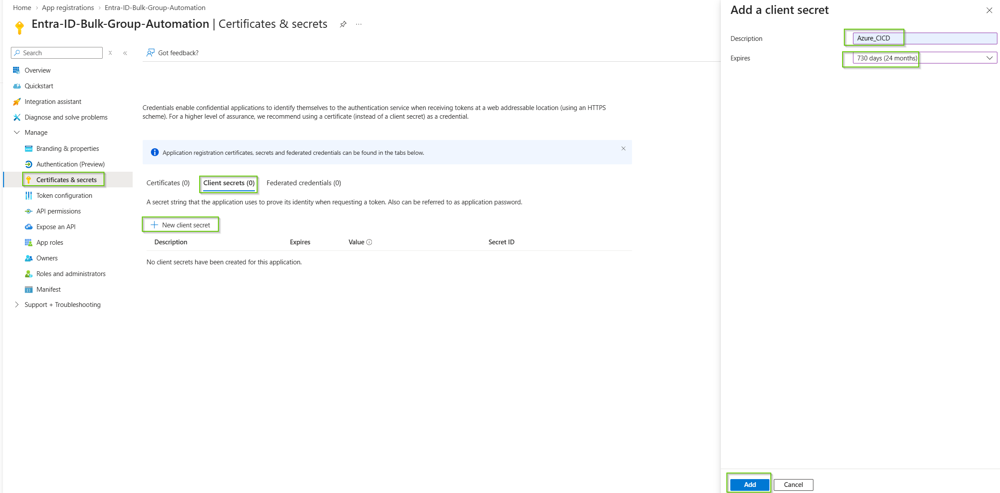 Home > App registrations > Entra-ID-Bulk-Group-Automation
Entra-ID-Bulk-Group-Automation | Certificates & secrets
Search
Overview
Quickstart
Integration assistant
Diagnose and solve problems
Manage
Branding & properties
Authentication (Preview)
Certificates & secrets
Token configuration
API permissions
Expose an API
App roles
Owners
Roles and administrators
Manifest
Support + Troubleshooting
Got feedback?
Credentials enable confidential applications to identify themselves to the authentication service when receiving tokens at a web addressable location (using an HTTPS
scheme). For a higher level of assurance, we recommend using a certificate (instead of a client secret) as a credential.
Application registration certificates, secrets and federated credentials can be found in the tabs below.
Certificates (0) Client secrets (0) Federated credentials (0)
A secret string that the application uses to prove its identity when requesting a token. Also can be referred to as application password.
New client secret
Description Expires Value Secret ID
No client secrets have been created for this application.
Add a client secret
Description Azure_CICD
Expires 730 days (24 months)
Add Cancel